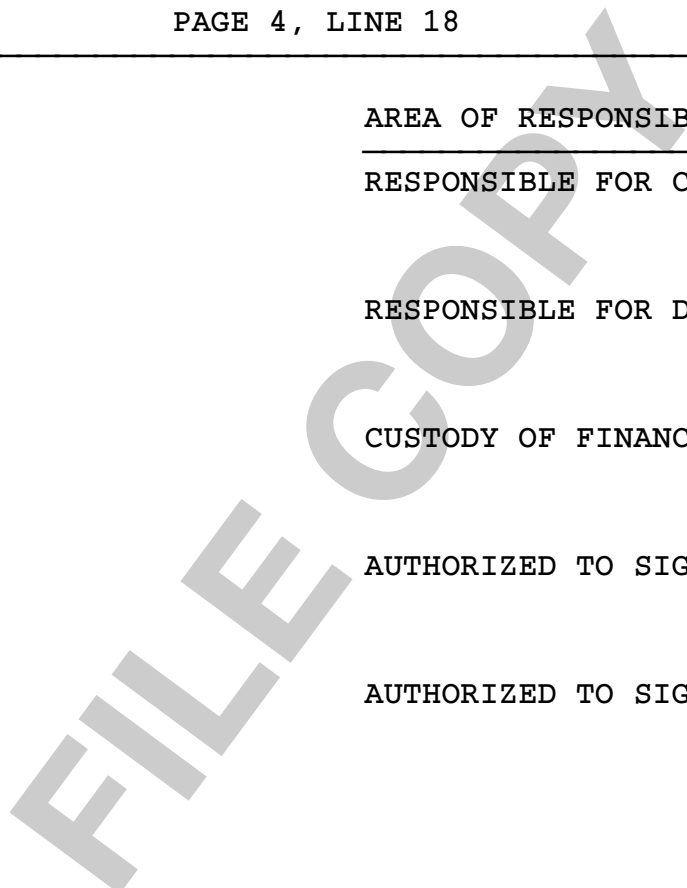 PAGE 4, LINE 18
AREA OF RESPONSIB
RESPONSIBLE FOR C
RESPONSIBLE FOR D
CUSTODY OF FINANC
AUTHORIZED TO SIG
AUTHORIZED TO SIG
FILE COPY